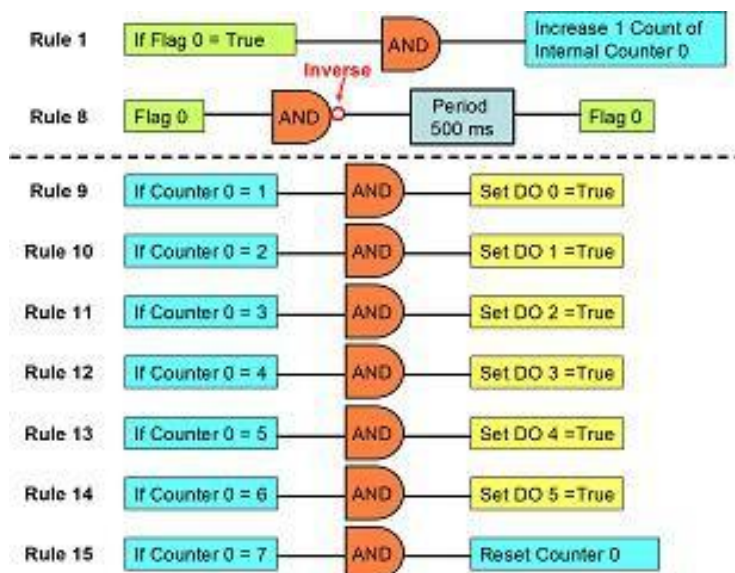 Rule 1
If Flag 0 = True
AND
Increase 1 Count of
Internal Counter 0
Inverse
Rule 8
Flag 0
AND
Period
500 ms
Flag 0
Rule 9
If Counter 0 = 1
AND
Set DO 0 =True
Rule 10
If Counter 0 = 2
AND
Set DO 1 =True
Rule 11
If Counter 0 = 3
AND
Set DO 2 =True
Rule 12
If Counter 0 = 4
AND
Set DO 3 =True
Rule 13
If Counter 0 = 5
AND
Set DO 4 =True
Rule 14
If Counter 0 = 6
AND
Set DO 5 =True
Rule 15
If Counter 0 = 7
AND
Reset Counter 0